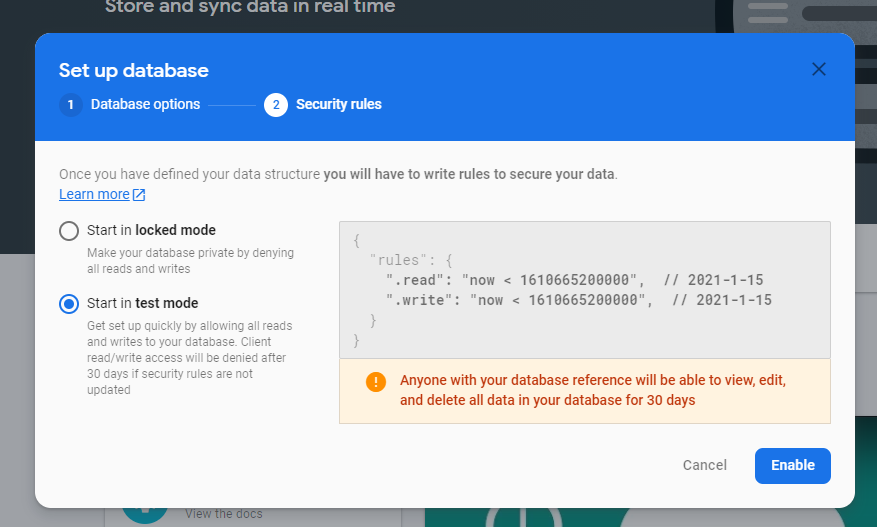 Store and sync data in real time
Set up database
1 Database options
2 Security rules
Once you have defined your data structure you will have to write rules to secure your data.
Learn more
Start in locked mode
Make your database private by denying
all reads and writes
Start in test mode
Get set up quickly by allowing all reads
and writes to your database. Client
read/write access will be denied after
30 days if security rules are not
updated
{
"rules": {
".read": "now < 1610665200000",  // 2021-1-15
".write": "now < 1610665200000",  // 2021-1-15
}
}
! Anyone with your database reference will be able to view, edit,
and delete all data in your database for 30 days
Cancel
Enable
View the docs